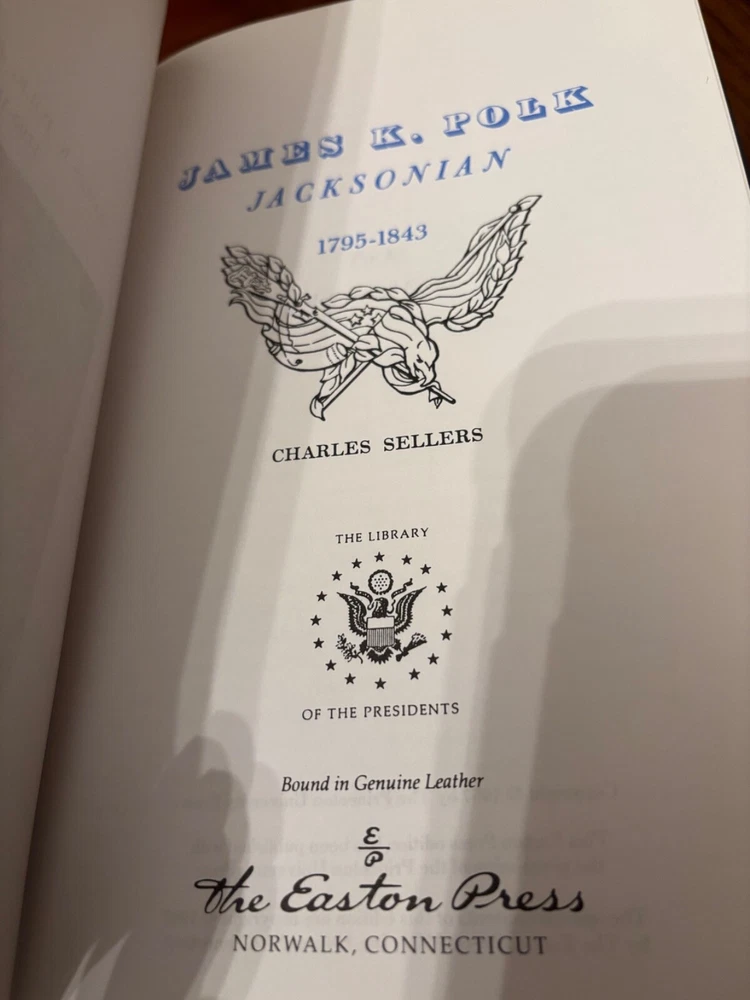 JAMES K. POLK
JACKSONIAN
1795-1843
CHARLES SELLERS
THE LIBRARY
OF THE PRESIDENTS
Bound in Genuine Leather
E
P
The Easton Press
NORWALK, CONNECTICUT